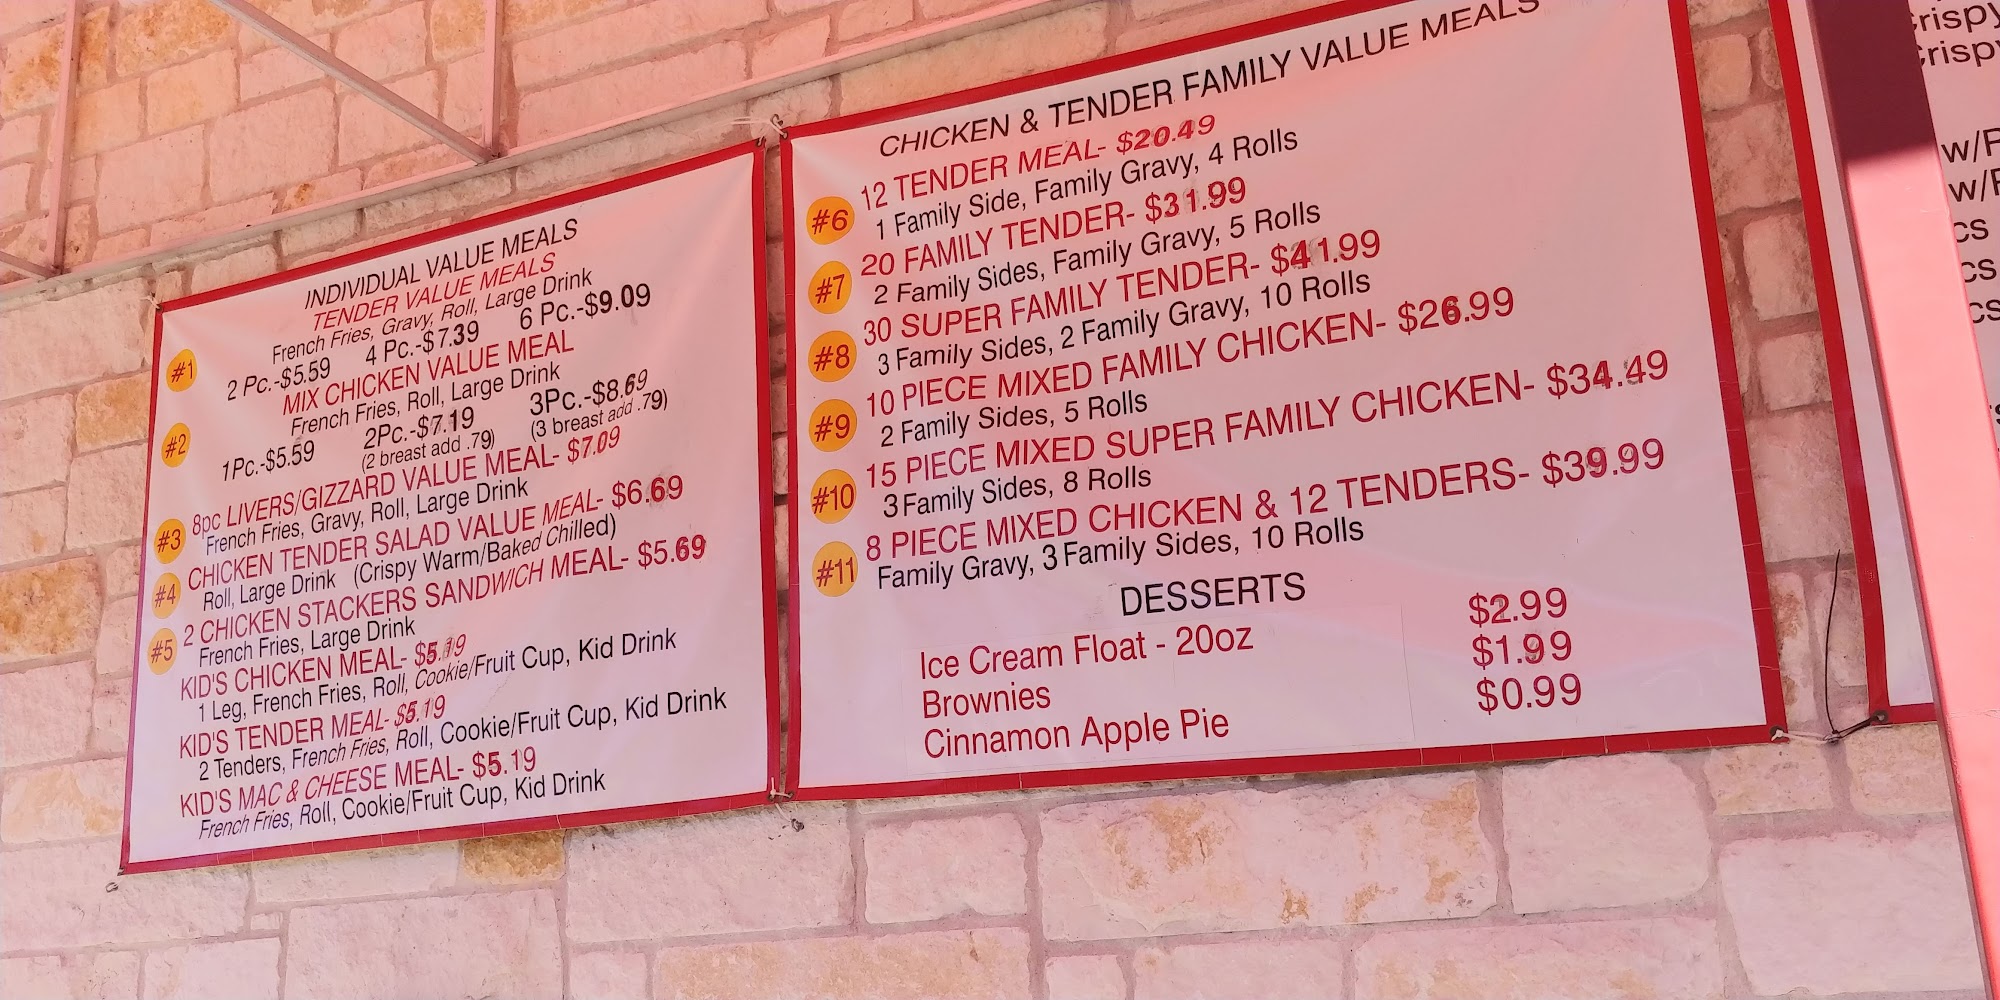 INDIVIDUAL VALUE MEALS
TENDER VALUE MEALS
French Fries, Gravy, Roll, Large Drink
#1
2 Pc.-$5.59 4 Pc.-$7.39 6 Pc.-$9.09
MIX CHICKEN VALUE MEAL
French Fries, Roll, Large Drink
#2
1Pc.-$5.59 2Pc.-$7.19 3Pc.-$8.69
(2 breast add .79) (3 breast add .79)
8pc LIVERS/GIZZARD VALUE MEAL- $7.09
#3 French Fries, Gravy, Roll, Large Drink
CHICKEN TENDER SALAD VALUE MEAL- $6.69
#4 Roll, Large Drink (Crispy Warm/Baked Chilled)
2 CHICKEN STACKERS SANDWICH MEAL- $5.69
#5 French Fries, Large Drink
KID'S CHICKEN MEAL- $5.19
1 Leg, French Fries, Roll, Cookie/Fruit Cup, Kid Drink
KID'S TENDER MEAL- $5.19
2 Tenders, French Fries, Roll, Cookie/Fruit Cup, Kid Drink
KID'S MAC & CHEESE MEAL- $5.19
French Fries, Roll, Cookie/Fruit Cup, Kid Drink
CHICKEN & TENDER FAMILY VALUE MEALS
12 TENDER MEAL- $20.49
#6 1 Family Side, Family Gravy, 4 Rolls
20 FAMILY TENDER- $31.99
#7 2 Family Sides, Family Gravy, 5 Rolls
30 SUPER FAMILY TENDER- $41.99
#8 3 Family Sides, 2 Family Gravy, 10 Rolls
10 PIECE MIXED FAMILY CHICKEN- $26.99
#9 2 Family Sides, 5 Rolls
15 PIECE MIXED SUPER FAMILY CHICKEN- $34.49
#10 3 Family Sides, 8 Rolls
8 PIECE MIXED CHICKEN & 12 TENDERS- $39.99
#11 Family Gravy, 3 Family Sides, 10 Rolls
DESSERTS
Ice Cream Float - 20oz $2.99
Brownies $1.99
Cinnamon Apple Pie $0.99